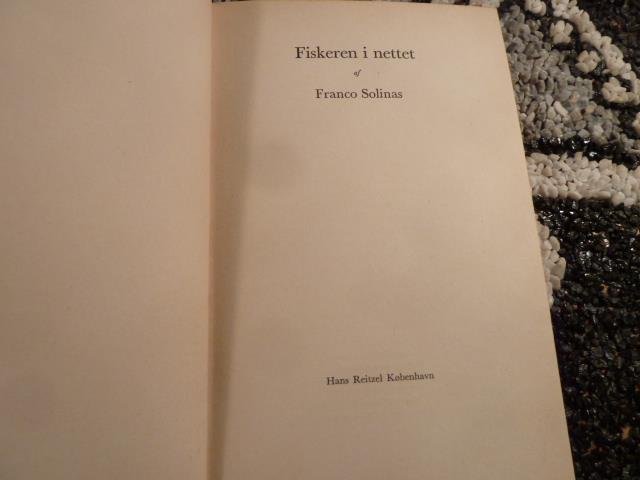 Fiskeren i nettet
af
Franco Solinas
Hans Reitzel København